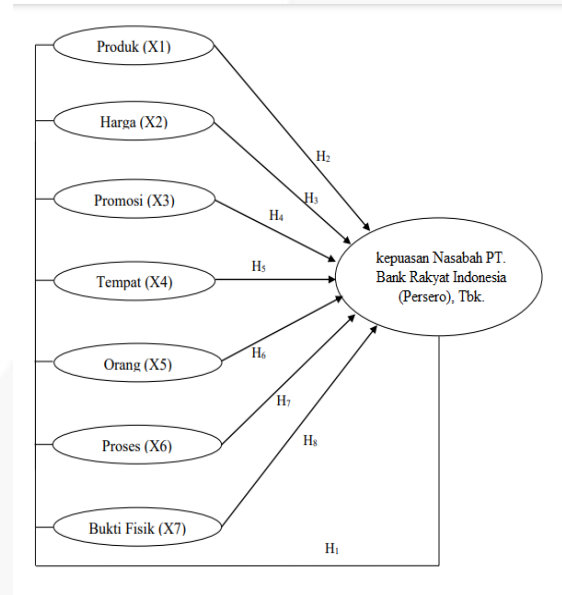 Produk (X1)
H₂
Harga (X2)
H₃
Promosi (X3)
H₄
kepuasan Nasabah PT.
Bank Rakyat Indonesia
(Persero), Tbk.
H₅
Tempat (X4)
H₆
Orang (X5)
H₇
Proses (X6)
H₈
Bukti Fisik (X7)
H₁